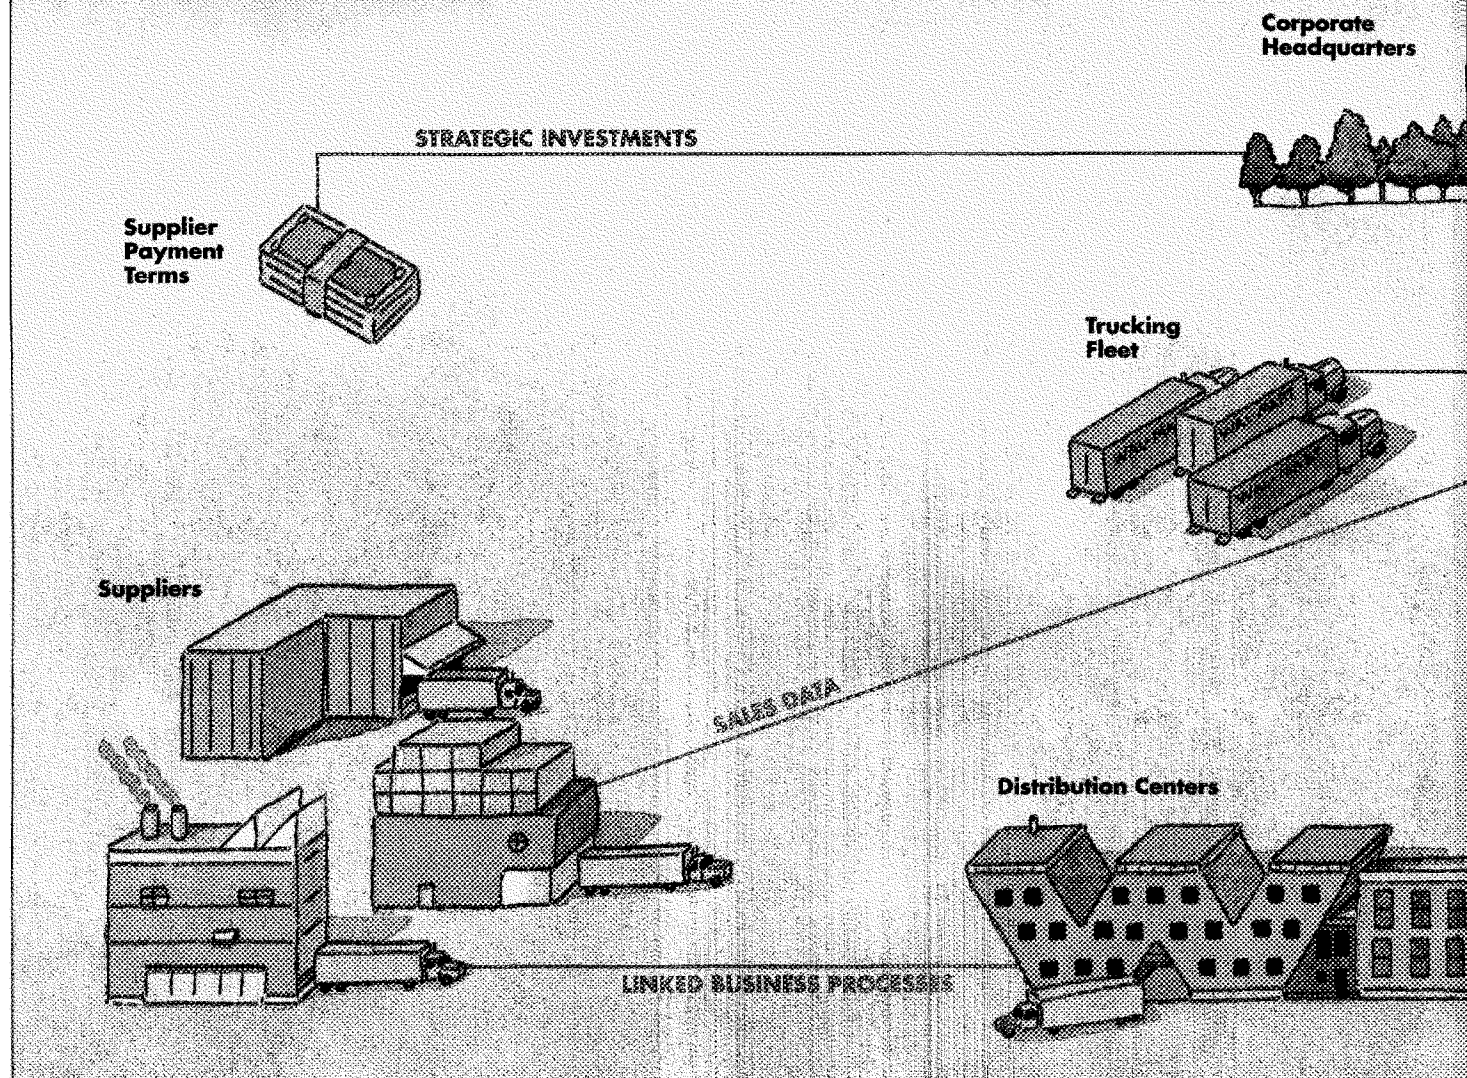 Corporate
Headquarters
STRATEGIC INVESTMENTS
Supplier
Payment
Terms
Trucking
Fleet
Suppliers
SALES DATA
Distribution Centers
LINKED BUSINESS PROCESSES